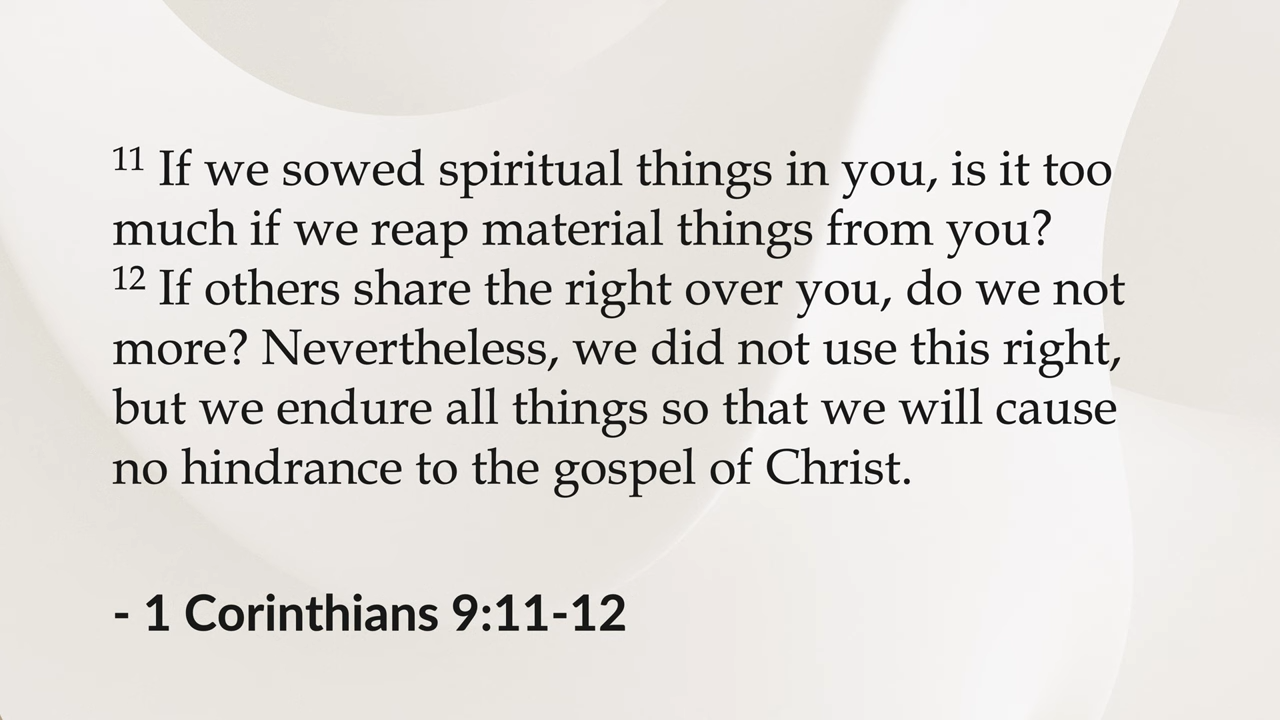 11 If we sowed spiritual things in you, is it too
much if we reap material things from you?
12 If others share the right over you, do we not
more? Nevertheless, we did not use this right,
but we endure all things so that we will cause
no hindrance to the gospel of Christ.
- 1 Corinthians 9:11-12